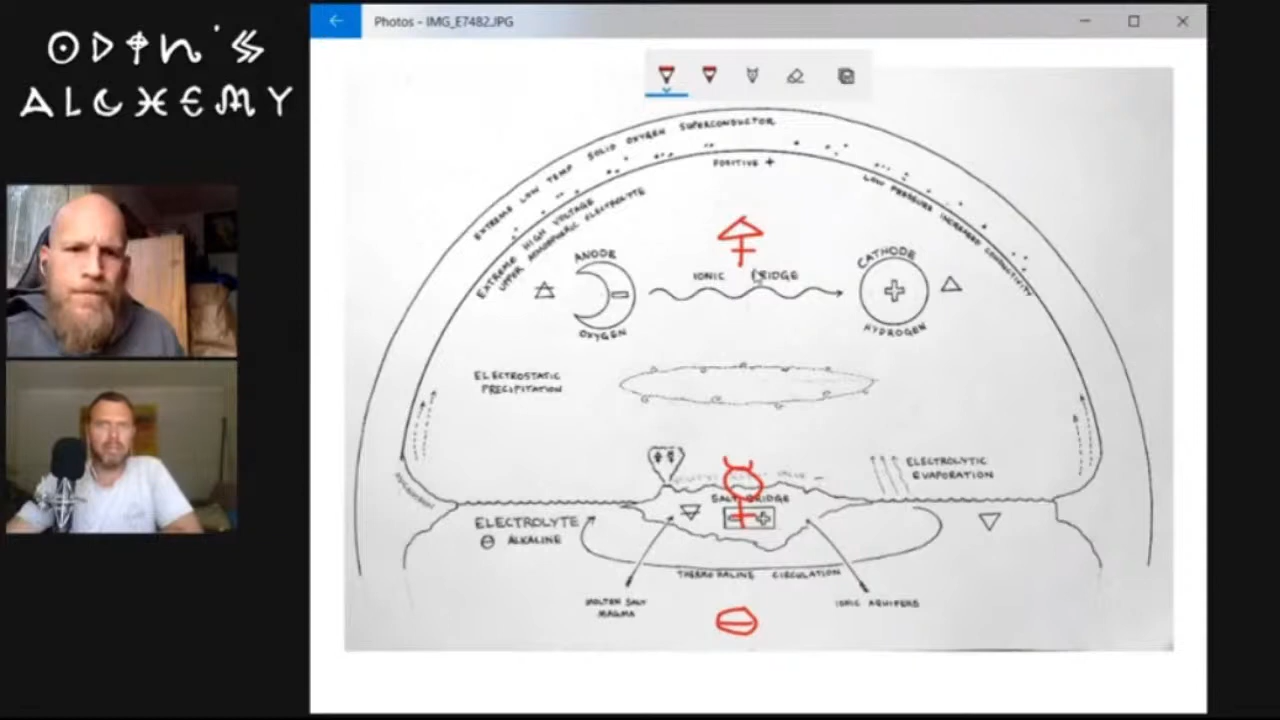 ODIN'S
ALCHEMY
Photos - IMG_E7482.JPG
EXTREME LOW TEMP SOLID OXYGEN SUPERCONDUCTOR
POSITIVE +
EXTREME HIGH VOLTAGE
UPPER ATMOSPHERIC ELECTROLYTE
LOW PRESSURE INCREASED CONDUCTIVITY
ANODE
OXYGEN
IONIC BRIDGE
CATHODE
HYDROGEN
ELECTROSTATIC
PRECIPITATION
ELECTROLYTIC
EVAPORATION
SALT BRIDGE
ELECTROLYTE
ALKALINE
THERMOHALINE CIRCULATION
MOLTEN SALT
MAGMA
IONIC AQUIFERS